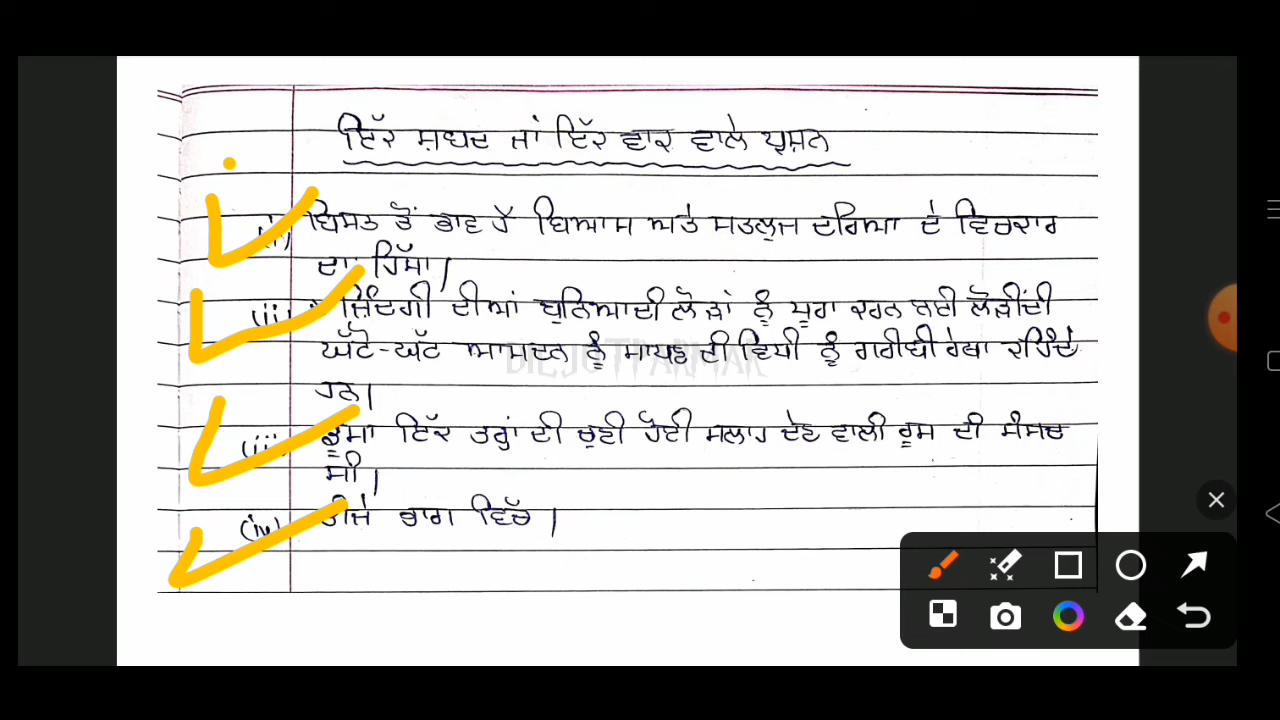 ਇੱਕ ਸ਼ਬਦ ਜਾਂ ਇੱਕ ਵਾਕ ਵਾਲੇ ਪ੍ਰਸ਼ਨ
(i) ਬਿਸਤ ਤੋਂ ਭਾਵ ਹੈ ਬਿਆਸ ਅਤੇ ਸਤਲੁਜ ਦਰਿਆ ਦੇ ਵਿਚਕਾਰ
ਦਾ ਹਿੱਸਾ।
(ii) ਜ਼ਿੰਦਗੀ ਦੀਆਂ ਬੁਨਿਆਦੀ ਲੋੜਾਂ ਨੂੰ ਪੂਰਾ ਕਰਨ ਲਈ ਲੋੜੀਂਦੀ
ਘੱਟੋ-ਘੱਟ ਆਮਦਨ ਨੂੰ ਮਾਪਣ ਦੀ ਵਿਧੀ ਨੂੰ ਗਰੀਬੀ ਰੇਖਾ ਕਹਿੰਦੇ
ਹਨ।
DIEJOTPARMAR
(iii) ਡੂਮਾ ਇੱਕ ਤਰ੍ਹਾਂ ਦੀ ਚੁਣੀ ਹੋਈ ਸਲਾਹ ਦੇਣ ਵਾਲੀ ਰੂਸ ਦੀ ਸੰਸਦ
ਸੀ।
(iv) ਤੀਜੇ ਭਾਗ ਵਿੱਚ।